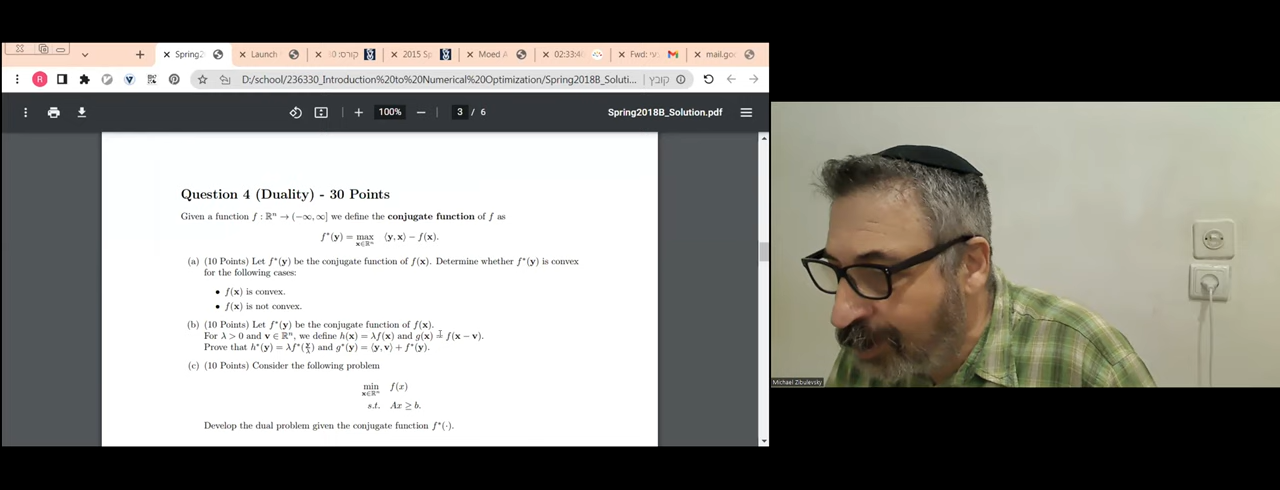 Spring2
Launch
קורס: 30
2015 Sp
Moed A
02:33:40
Fwd: עי
mail.goo
R
D:/school/236330_Introduction%20to%20Numerical%20Optimization/Spring2018B_Soluti...
קובץ
100%
3 / 6
Spring2018B_Solution.pdf
Question 4 (Duality) - 30 Points
Given a function f : ℝⁿ → (−∞, ∞] we define the conjugate function of f as
f*(y) = max ⟨y, x⟩ − f(x).
x∈ℝⁿ
(a) (10 Points) Let f*(y) be the conjugate function of f(x). Determine whether f*(y) is convex
for the following cases:
• f(x) is convex.
• f(x) is not convex.
(b) (10 Points) Let f*(y) be the conjugate function of f(x).
For λ > 0 and v ∈ ℝⁿ, we define h(x) = λf(x) and g(x) = f(x − v).
Prove that h*(y) = λf*(y/λ) and g*(y) = ⟨y, v⟩ + f*(y).
(c) (10 Points) Consider the following problem
min f(x)
x∈ℝⁿ
s.t. Ax ≥ b.
Develop the dual problem given the conjugate function f*(·).
Michael Zibulevsky